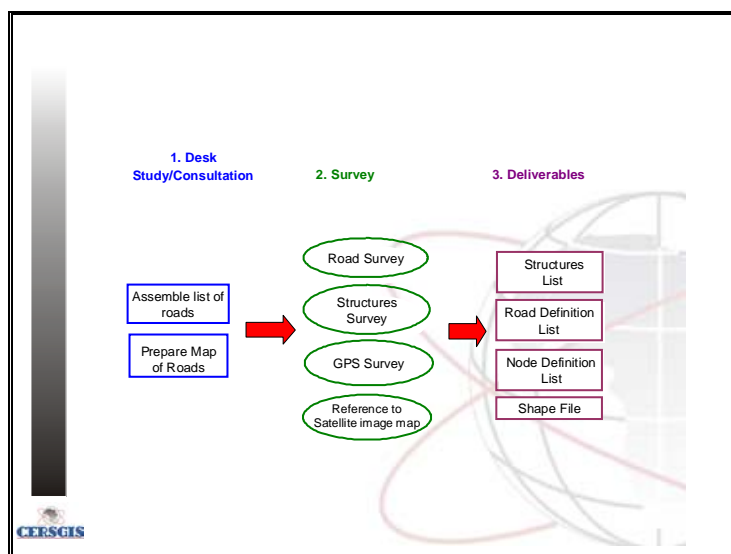 1. Desk
Study/Consultation
2. Survey
3. Deliverables
Assemble list of
roads
Prepare Map
of Roads
Road Survey
Structures
Survey
GPS Survey
Reference to
Satellite image map
Structures
List
Road Definition
List
Node Definition
List
Shape File
CERSGIS